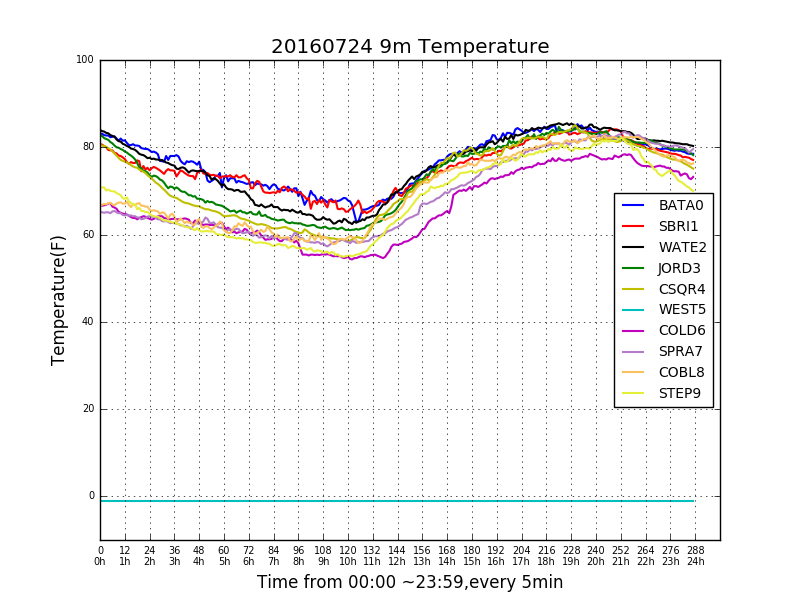 20160724 9m Temperature
100
80
60
40
20
0
Temperature(F)
BATA0
SBRI1
WATE2
JORD3
CSQR4
WEST5
COLD6
SPRA7
COBL8
STEP9
0 12 24 36 48 60 72 84 96 108 120 132 144 156 168 180 192 204 216 228 240 252 264 276 288
0h 1h 2h 3h 4h 5h 6h 7h 8h 9h 10h 11h 12h 13h 14h 15h 16h 17h 18h 19h 20h 21h 22h 23h 24h
Time from 00:00 ~23:59,every 5min